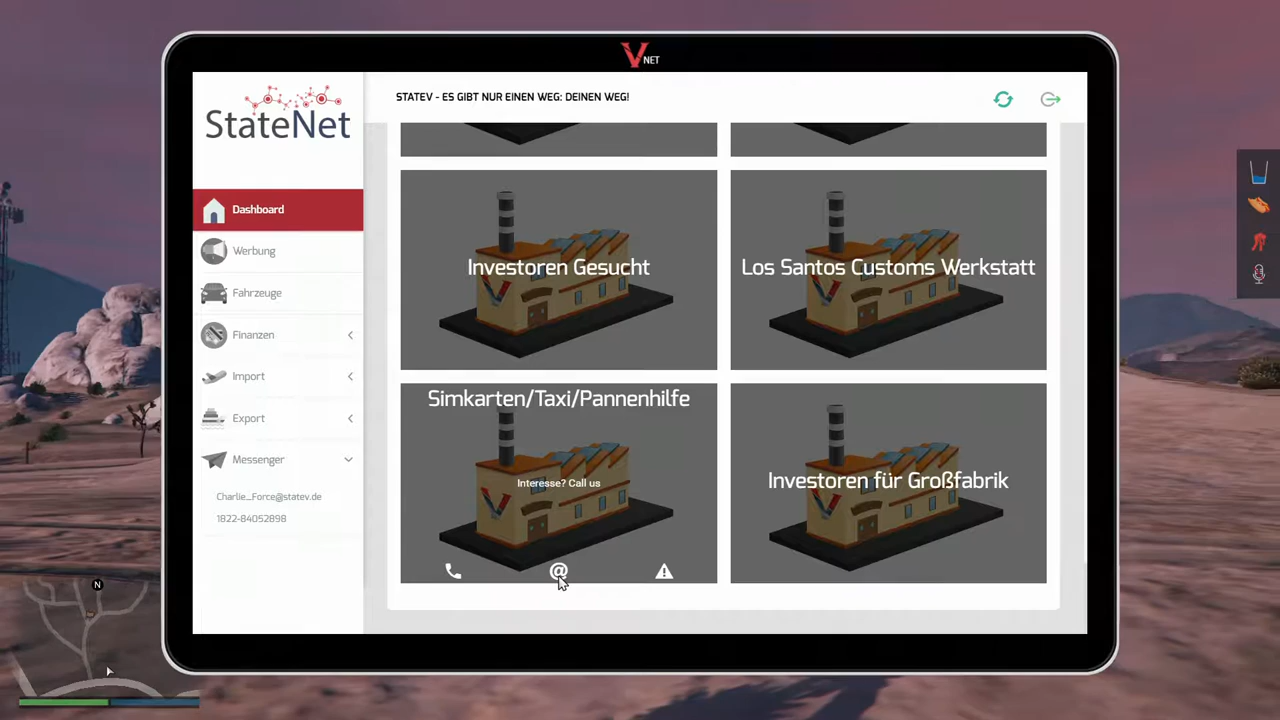 V NET
StateNet
STATEV - ES GIBT NUR EINEN WEG: DEINEN WEG!
Dashboard
Werbung
Fahrzeuge
Finanzen
Import
Export
Messenger
Charlie_Force@statev.de
1822-84052898
Investoren Gesucht
Los Santos Customs Werkstatt
Simkarten/Taxi/Pannenhilfe
Interesse? Call us
@
Investoren für Großfabrik
N